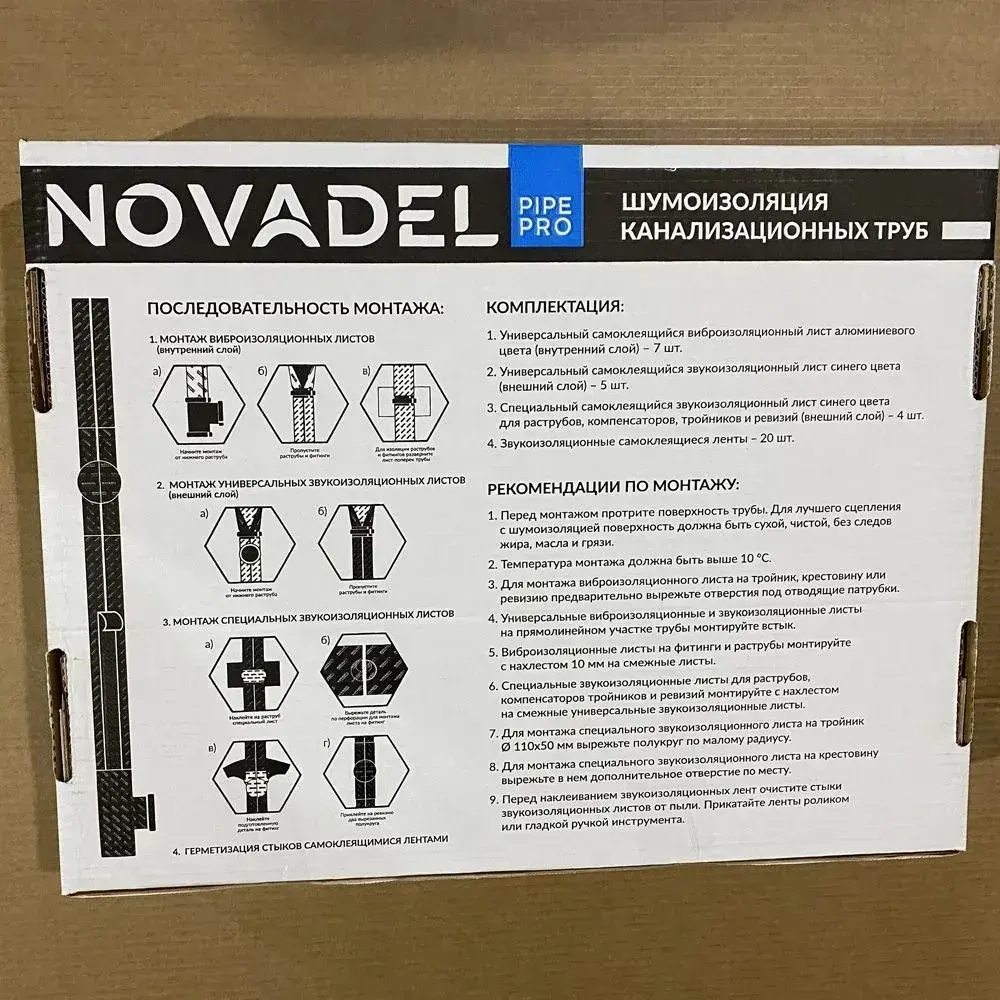 NOVADEL
PIPE
PRO
ШУМОИЗОЛЯЦИЯ
КАНАЛИЗАЦИОННЫХ ТРУБ
ПОСЛЕДОВАТЕЛЬНОСТЬ МОНТАЖА:
1. МОНТАЖ ВИБРОИЗОЛЯЦИОННЫХ ЛИСТОВ
(внутренний слой)
а)
б)
в)
Начните монтаж
от нижнего раструба
Пропустите
раструбы и фитинги
Для изоляции раструбов
и фитингов разверните
лист поперек трубы
2. МОНТАЖ УНИВЕРСАЛЬНЫХ ЗВУКОИЗОЛЯЦИОННЫХ ЛИСТОВ
(внешний слой)
а)
б)
Начните монтаж
от нижнего раструба
Пропустите
раструбы и фитинги
3. МОНТАЖ СПЕЦИАЛЬНЫХ ЗВУКОИЗОЛЯЦИОННЫХ ЛИСТОВ
а)
б)
Наклейте на раструб
специальный лист
Вырежьте деталь
по перфорации для монтажа
листа на фитинг
в)
г)
Наклейте
подготовленную
деталь на фитинг
Приклейте на ревизию
два вырезанных
полукруга
4. ГЕРМЕТИЗАЦИЯ СТЫКОВ САМОКЛЕЯЩИМИСЯ ЛЕНТАМИ
КОМПЛЕКТАЦИЯ:
1. Универсальный самоклеящийся виброизоляционный лист алюминиевого
цвета (внутренний слой) – 7 шт.
2. Универсальный самоклеящийся звукоизоляционный лист синего цвета
(внешний слой) – 5 шт.
3. Специальный самоклеящийся звукоизоляционный лист синего цвета
для раструбов, компенсаторов, тройников и ревизий (внешний слой) – 4 шт.
4. Звукоизоляционные самоклеящиеся ленты – 20 шт.
РЕКОМЕНДАЦИИ ПО МОНТАЖУ:
1. Перед монтажом протрите поверхность трубы. Для лучшего сцепления
с шумоизоляцией поверхность должна быть сухой, чистой, без следов
жира, масла и грязи.
2. Температура монтажа должна быть выше 10 °С.
3. Для монтажа виброизоляционного листа на тройник, крестовину или
ревизию предварительно вырежьте отверстия под отводящие патрубки.
4. Универсальные виброизоляционные и звукоизоляционные листы
на прямолинейном участке трубы монтируйте встык.
5. Виброизоляционные листы на фитинги и раструбы монтируйте
с нахлестом 10 мм на смежные листы.
6. Специальные звукоизоляционные листы для раструбов,
компенсаторов тройников и ревизий монтируйте с нахлестом
на смежные универсальные звукоизоляционные листы.
7. Для монтажа специального звукоизоляционного листа на тройник
Ø 110х50 мм вырежьте полукруг по малому радиусу.
8. Для монтажа специального звукоизоляционного листа на крестовину
вырежьте в нем дополнительное отверстие по месту.
9. Перед наклеиванием звукоизоляционных лент очистите стыки
звукоизоляционных листов от пыли. Прикатайте ленты роликом
или гладкой ручкой инструмента.